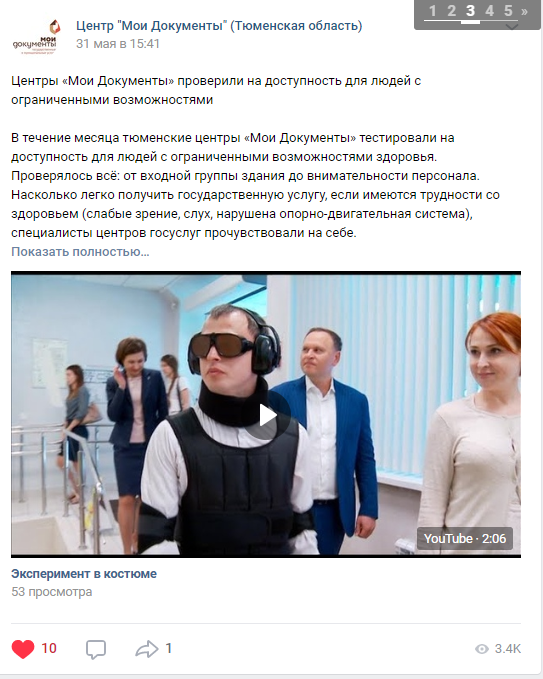 1 2 3 4 5 »
Центр "Мои Документы" (Тюменская область)
31 мая в 15:41
мои
документы
Центры «Мои Документы» проверили на доступность для людей с
ограниченными возможностями
В течение месяца тюменские центры «Мои Документы» тестировали на
доступность для людей с ограниченными возможностями здоровья.
Проверялось всё: от входной группы здания до внимательности персонала.
Насколько легко получить государственную услугу, если имеются трудности со
здоровьем (слабые зрение, слух, нарушена опорно-двигательная система),
специалисты центров госуслуг прочувствовали на себе.
Показать полностью…
YouTube · 2:06
Эксперимент в костюме
53 просмотра
10
1
3.4K